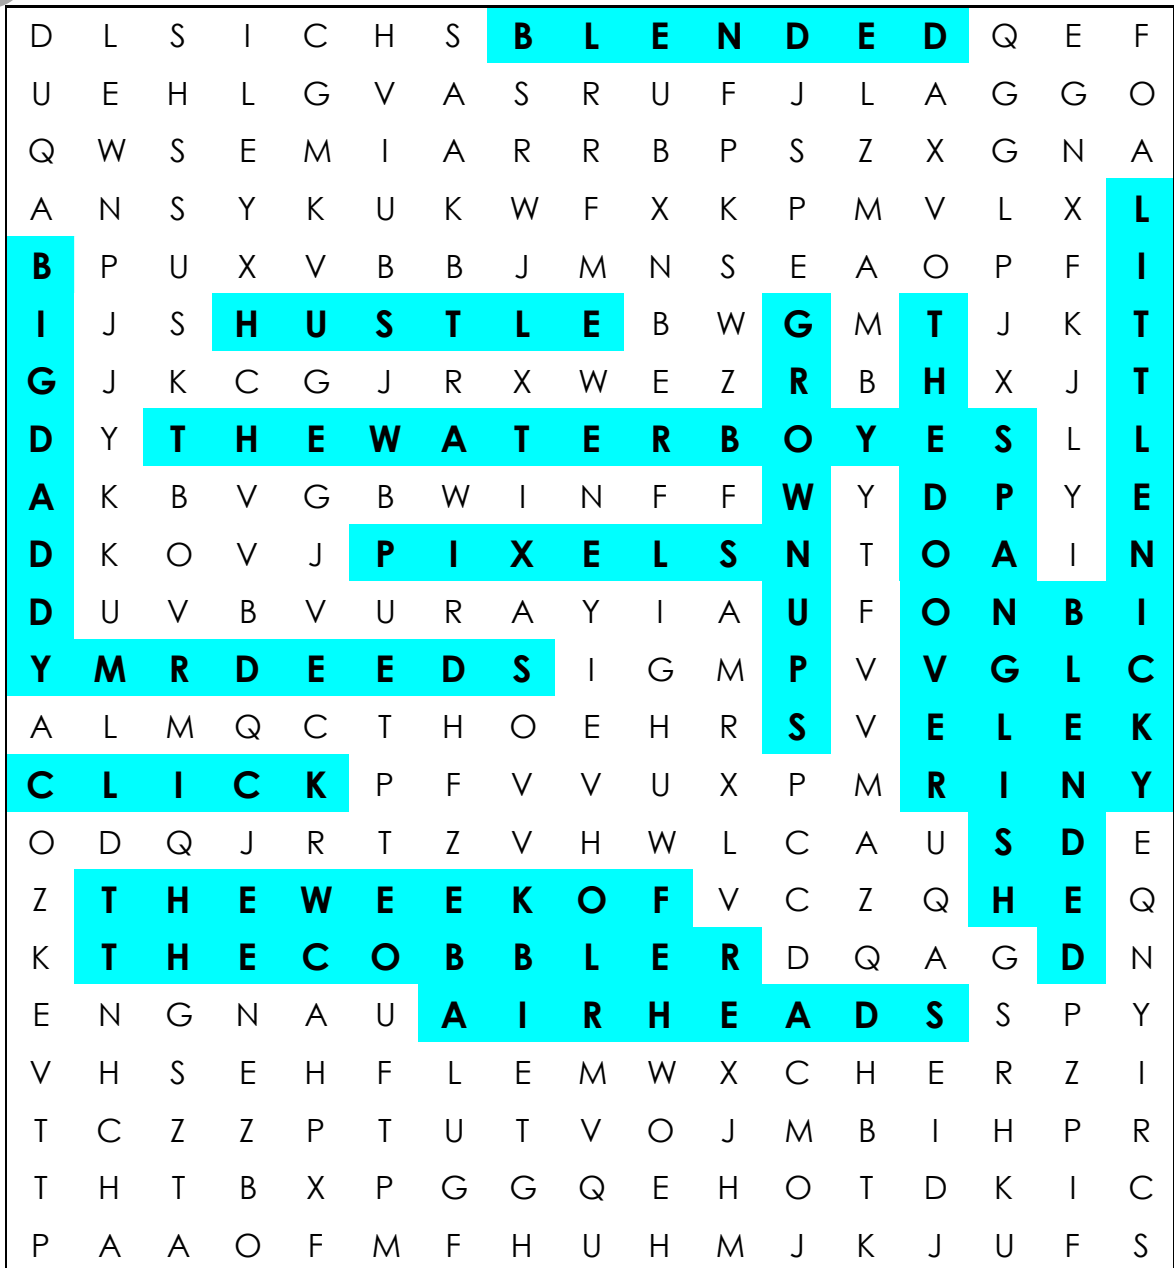 D L S I C H S B L E N D E D Q E F
U E H L G V A S R U F J L A G G O
Q W S E M I A R R B P S Z X G N A
A N S Y K U K W F X K P M V L X L
B P U X V B B J M N S E A O P F I
I J S H U S T L E B W G M T J K T
G J K C G J R X W E Z R B H X J T
D Y T H E W A T E R B O Y E S L L
A K B V G B W I N F F W Y D P Y E
D K O V J P I X E L S N T O A I N
D U V B V U R A Y I A U F O N B I
Y M R D E E D S I G M P V V G L C
A L M Q C T H O E H R S V E L E K
C L I C K P F V V U X P M R I N Y
O D Q J R T Z V H W L C A U S D E
Z T H E W E E K O F V C Z Q H E Q
K T H E C O B B L E R D Q A G D N
E N G N A U A I R H E A D S S P Y
V H S E H F L E M W X C H E R Z I
T C Z Z P T U T V O J M B I H P R
T H T B X P G G Q E H O T D K I C
P A A O F M F H U H M J K J U F S